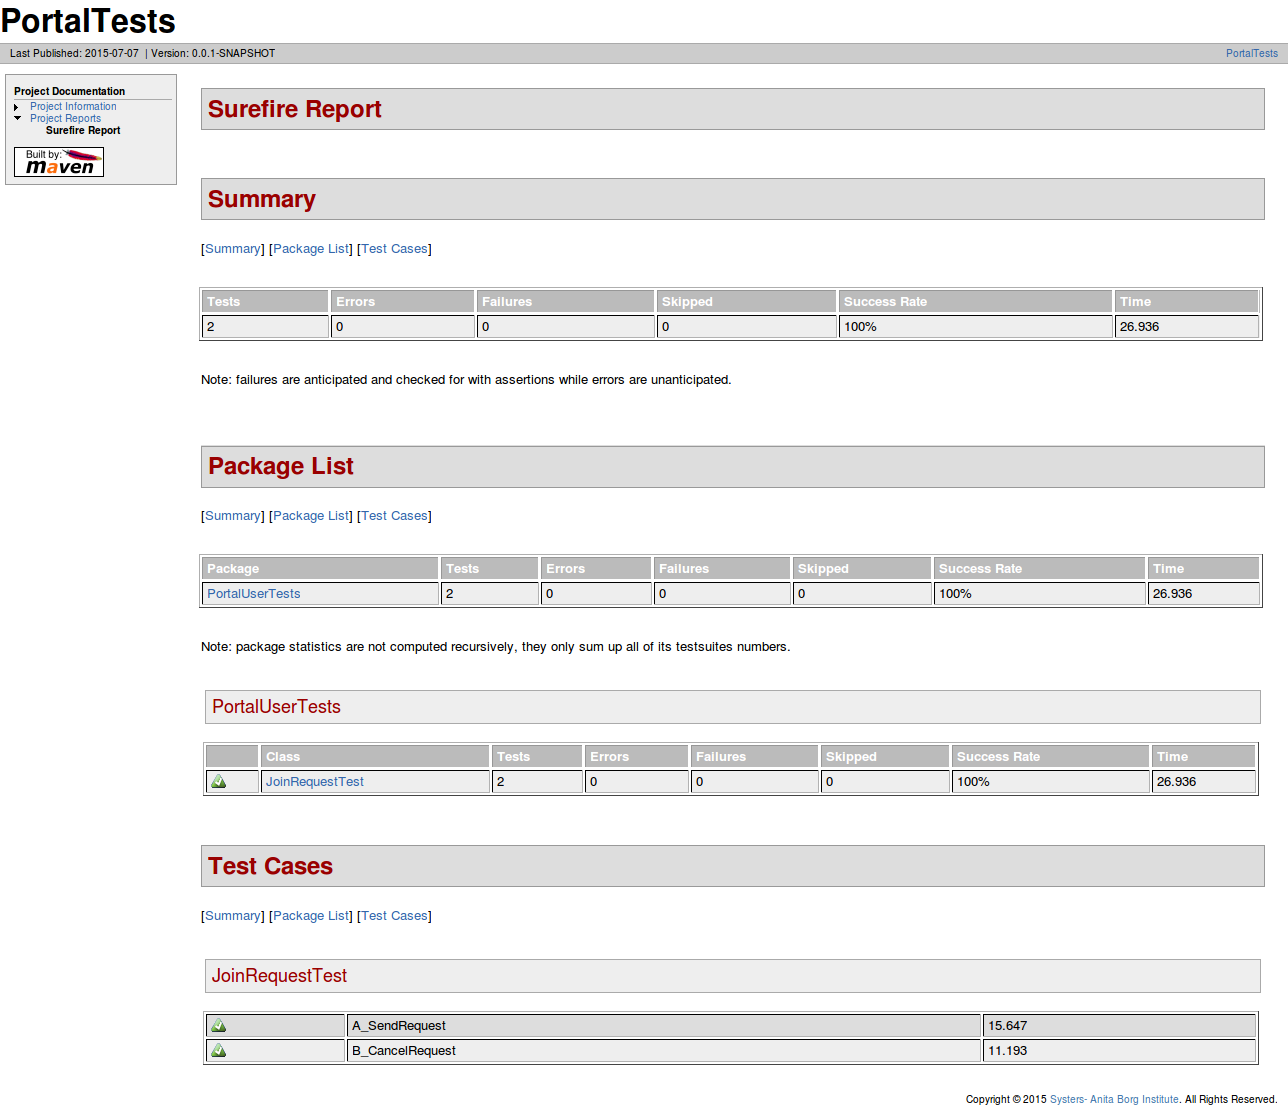 PortalTests
Last Published: 2015-07-07 | Version: 0.0.1-SNAPSHOT PortalTests
Project Documentation
Project Information
Project Reports
Surefire Report
Built by:
maven
Surefire Report
Summary
[Summary] [Package List] [Test Cases]
Tests Errors Failures Skipped Success Rate Time
2 0 0 0 100% 26.936
Note: failures are anticipated and checked for with assertions while errors are unanticipated.
Package List
[Summary] [Package List] [Test Cases]
Package Tests Errors Failures Skipped Success Rate Time
PortalUserTests 2 0 0 0 100% 26.936
Note: package statistics are not computed recursively, they only sum up all of its testsuites numbers.
PortalUserTests
Class Tests Errors Failures Skipped Success Rate Time
JoinRequestTest 2 0 0 0 100% 26.936
Test Cases
[Summary] [Package List] [Test Cases]
JoinRequestTest
A_SendRequest 15.647
B_CancelRequest 11.193
Copyright © 2015 Systers- Anita Borg Institute. All Rights Reserved.